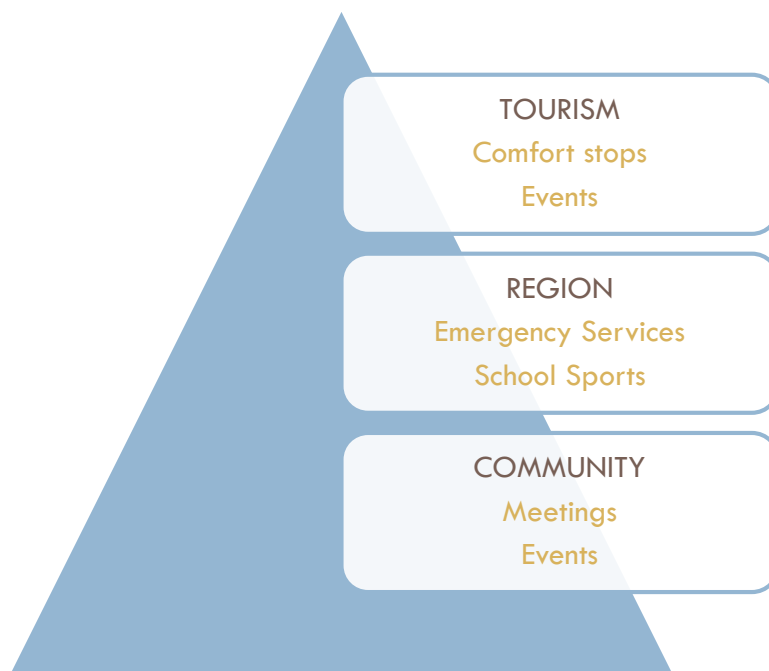 TOURISM
Comfort stops
Events
REGION
Emergency Services
School Sports
COMMUNITY
Meetings
Events